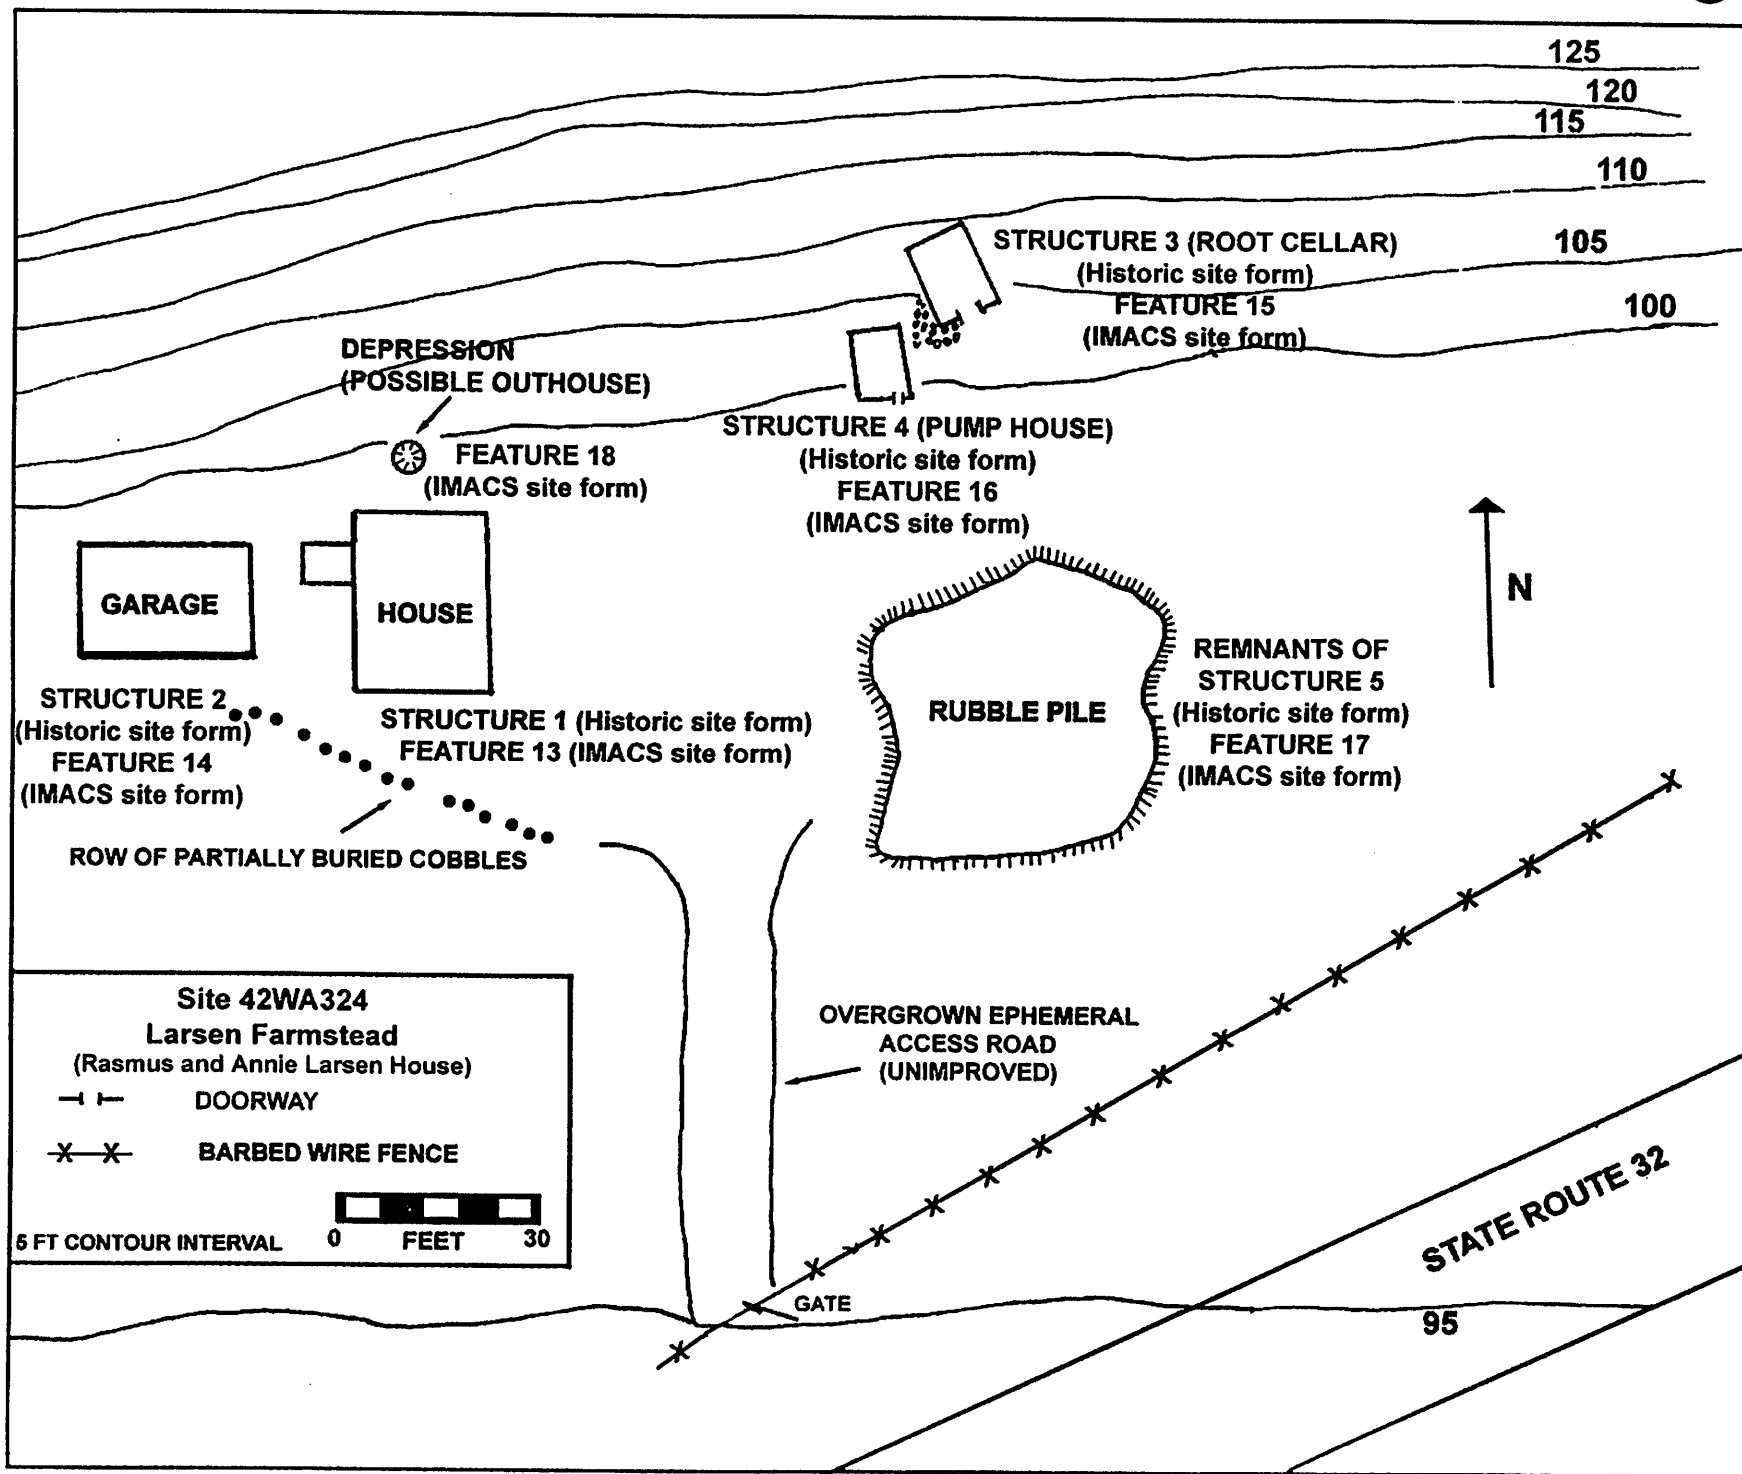 125
120
115
110
STRUCTURE 3 (ROOT CELLAR)
(Historic site form)
FEATURE 15
(IMACS site form)
105
100
DEPRESSION
(POSSIBLE OUTHOUSE)
FEATURE 18
(IMACS site form)
STRUCTURE 4 (PUMP HOUSE)
(Historic site form)
FEATURE 16
(IMACS site form)
N
GARAGE
HOUSE
STRUCTURE 2
(Historic site form)
FEATURE 14
(IMACS site form)
STRUCTURE 1 (Historic site form)
FEATURE 13 (IMACS site form)
RUBBLE PILE
REMNANTS OF
STRUCTURE 5
(Historic site form)
FEATURE 17
(IMACS site form)
ROW OF PARTIALLY BURIED COBBLES
OVERGROWN EPHEMERAL
ACCESS ROAD
(UNIMPROVED)
Site 42WA324
Larsen Farmstead
(Rasmus and Annie Larsen House)
DOORWAY
BARBED WIRE FENCE
5 FT CONTOUR INTERVAL
0 FEET 30
GATE
STATE ROUTE 32
95